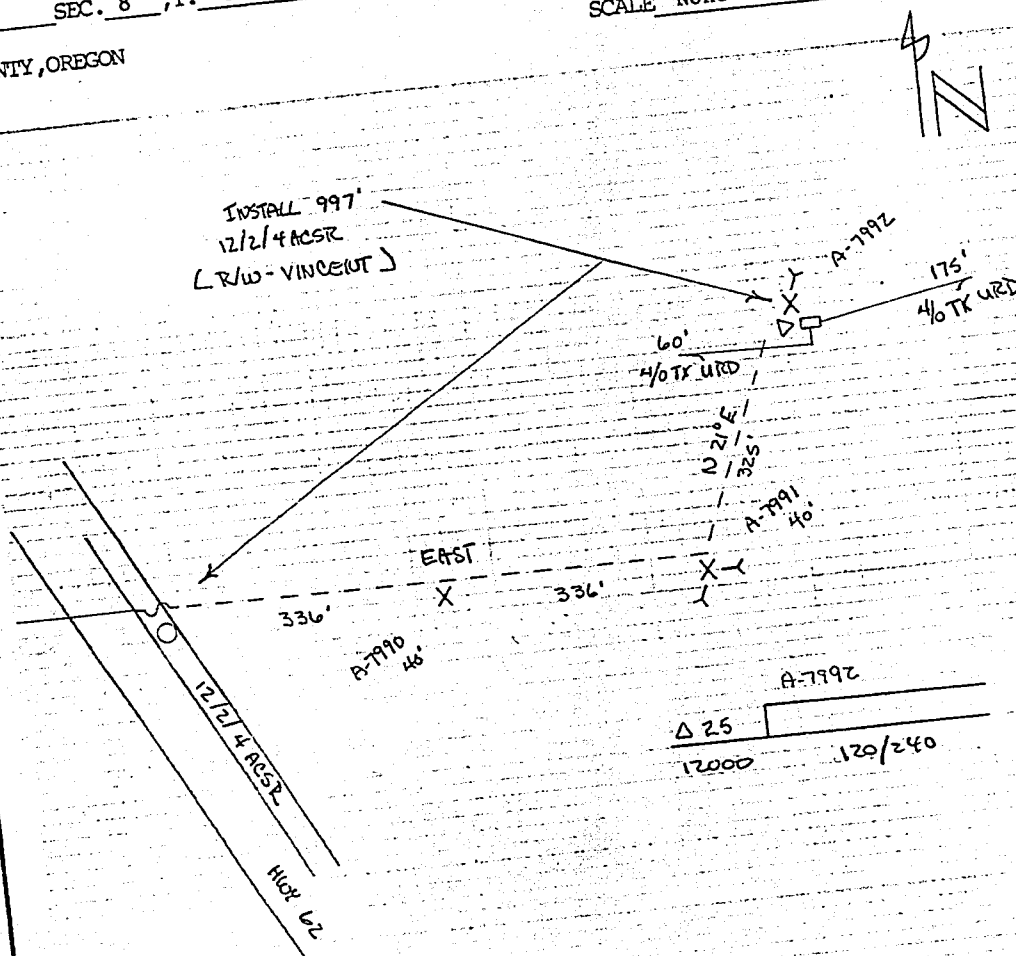 SEC. 8 , T.
SCALE
NTY, OREGON
N
INSTALL 997'
12/2/4 ACSR
(R/W - VINCENT)
A-7992
175'
4/0 TX URD
60'
4/0 TX URD
N 21° E
325'
A-7991
40'
EAST
336'
336'
A-7990
40'
12/2/4 ACSR
HWY 62
A-7992
Δ 25
12000
120/240